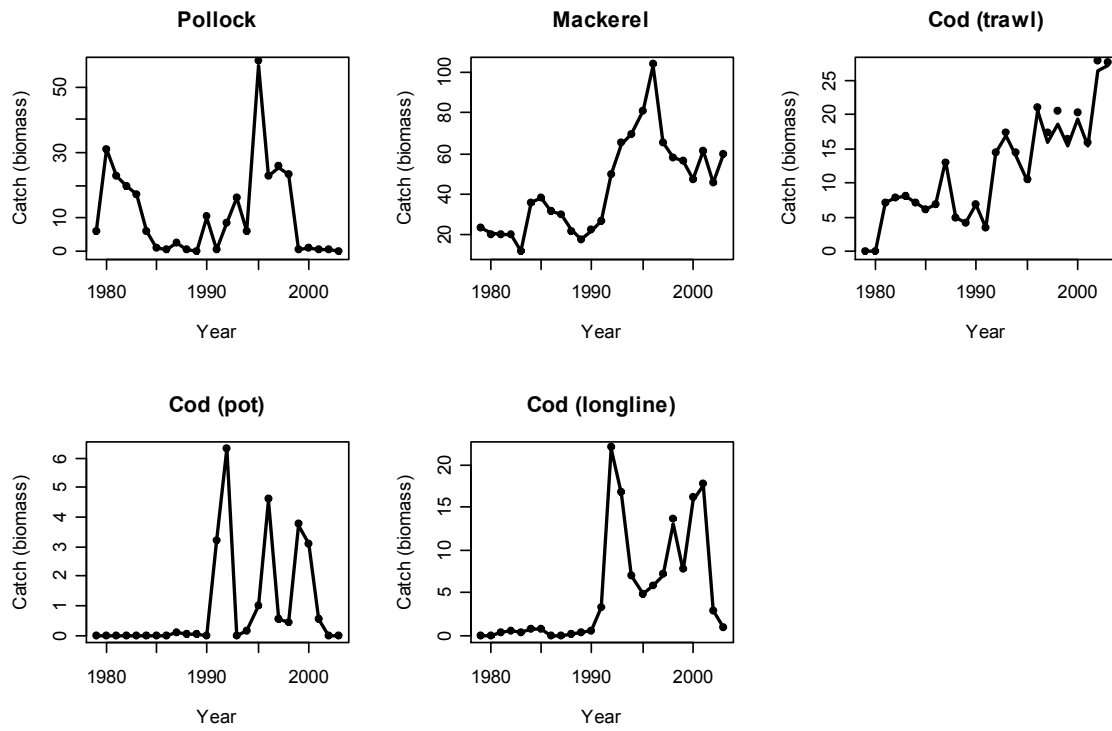 Pollock
Mackerel
Cod (trawl)
Catch (biomass)
0
10
30
50
1980
1990
2000
Year
Catch (biomass)
20
40
60
80
100
1980
1990
2000
Year
Catch (biomass)
0
5
10
15
20
25
1980
1990
2000
Year
Cod (pot)
Cod (longline)
Catch (biomass)
0
1
2
3
4
5
6
1980
1990
2000
Year
Catch (biomass)
0
5
10
15
20
1980
1990
2000
Year